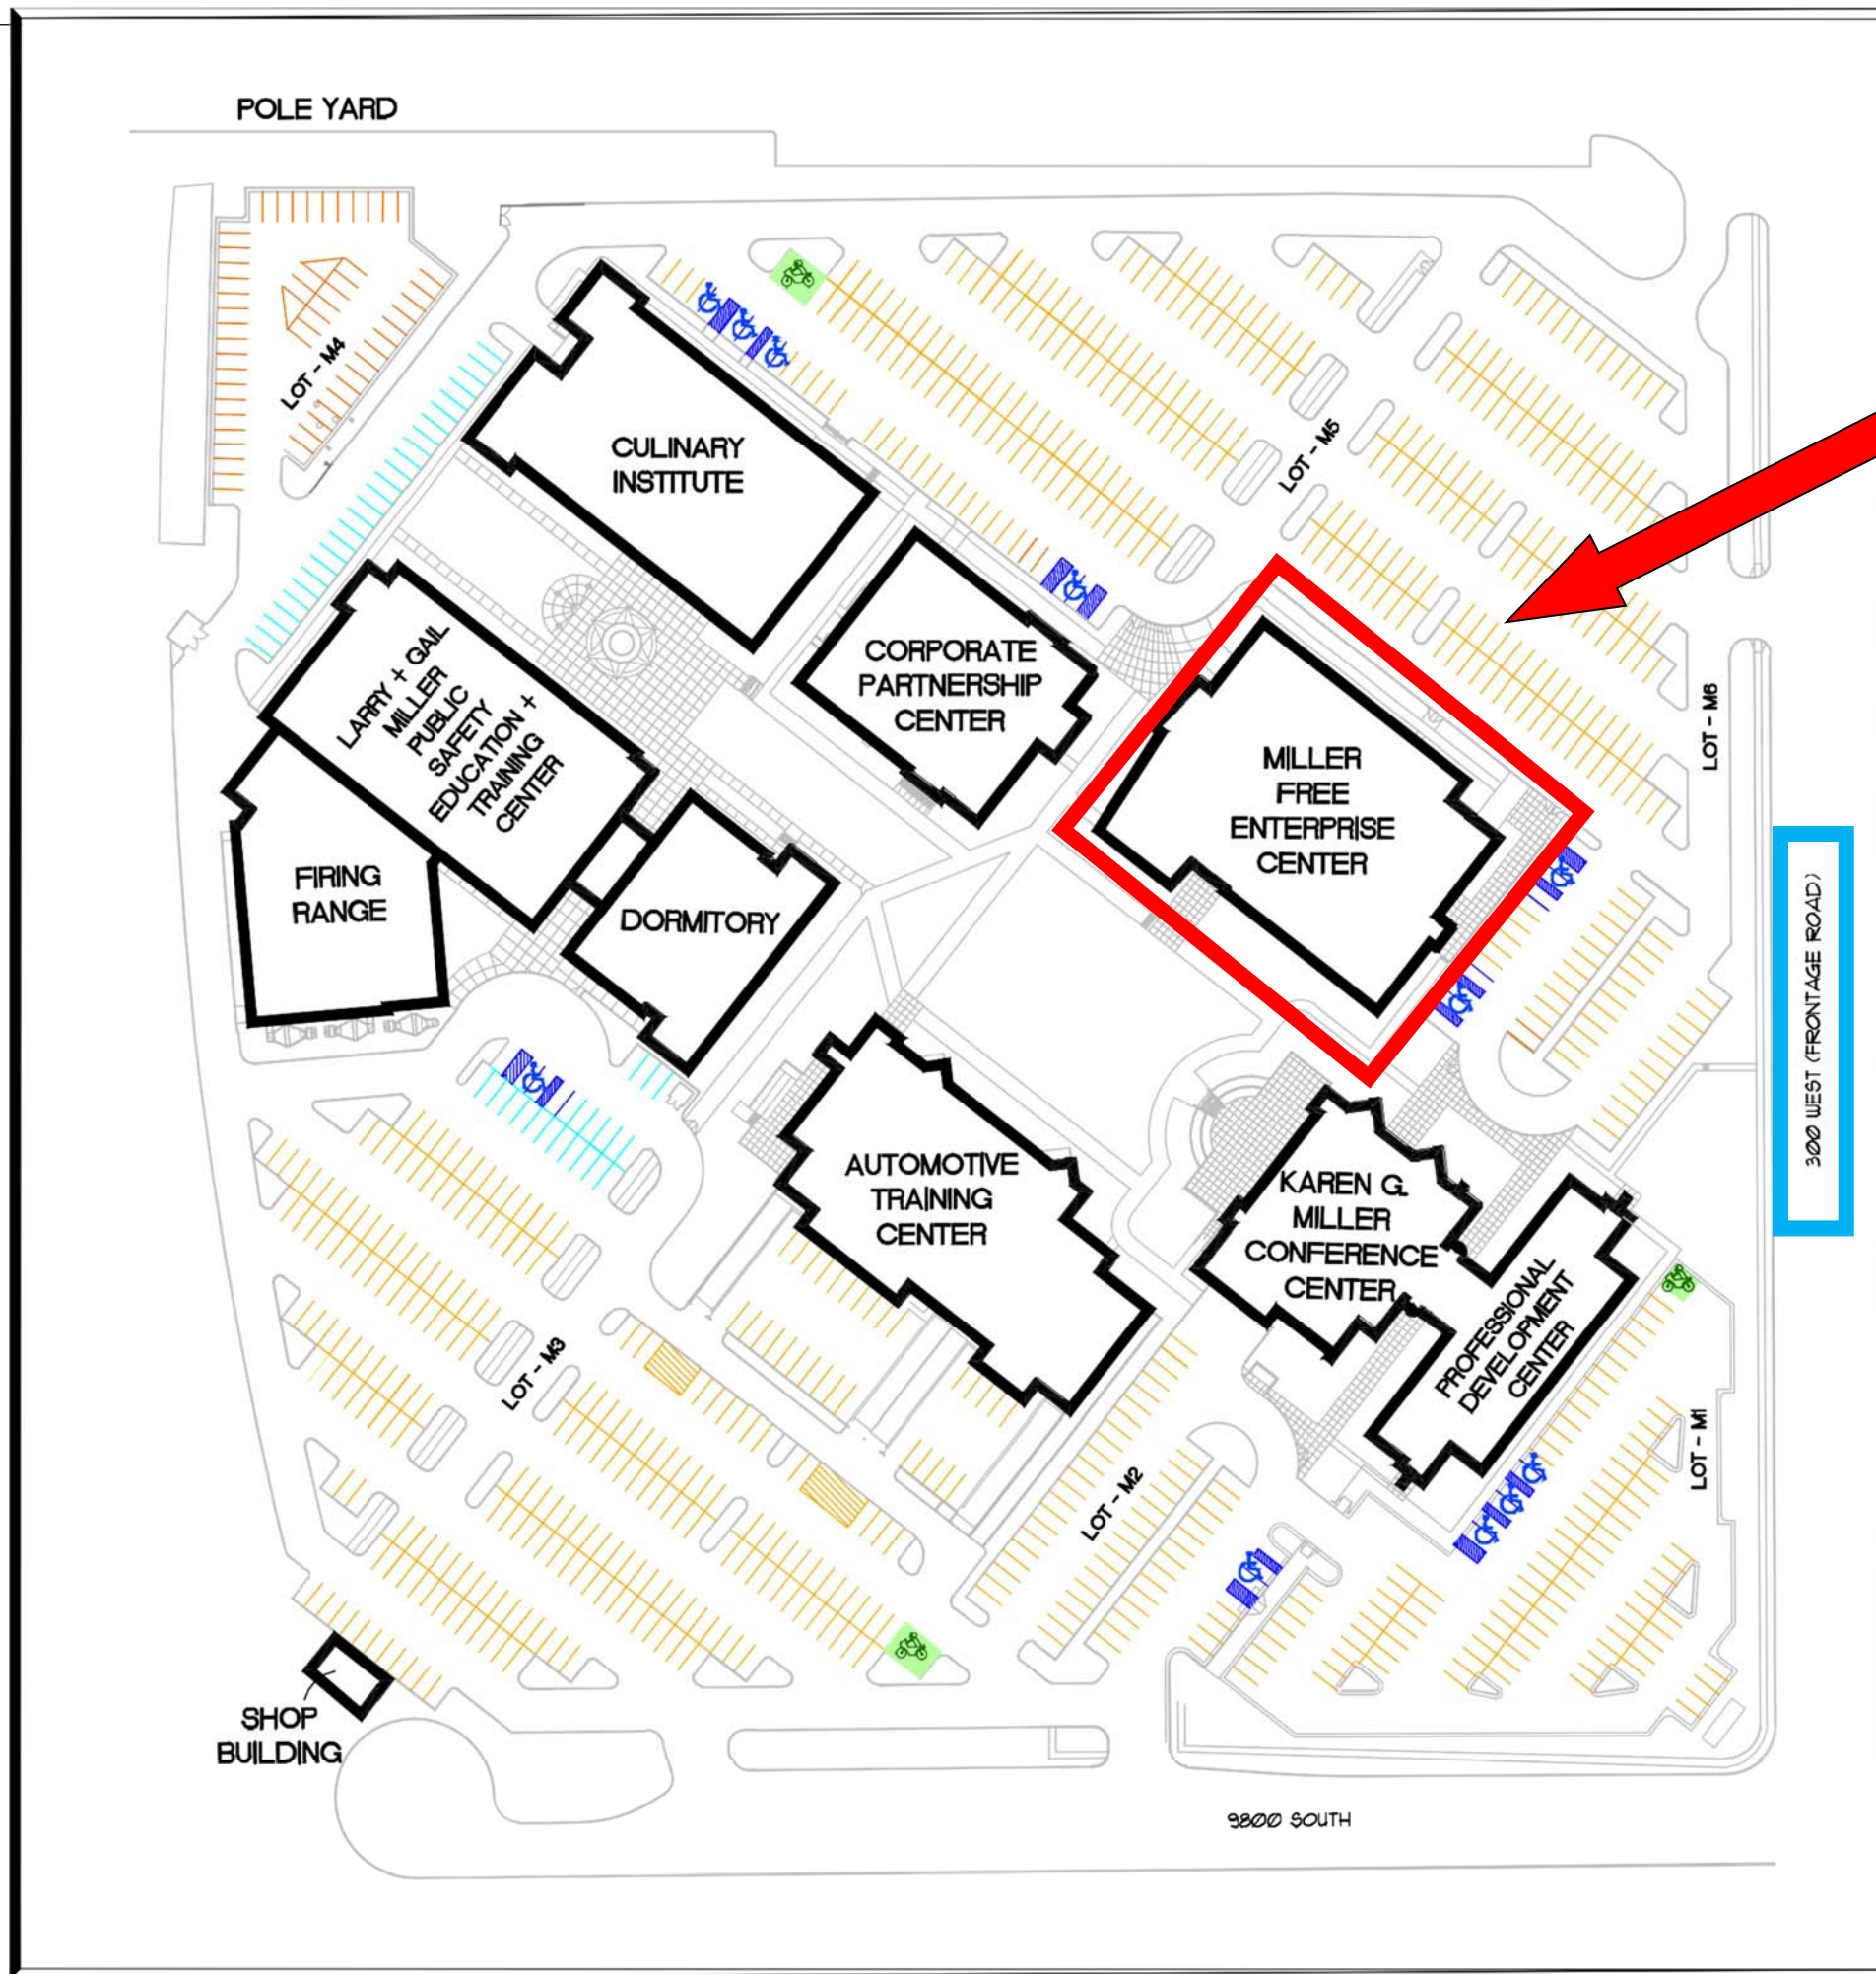 POLE YARD
LOT - M4
CULINARY
INSTITUTE
LOT - M5
CORPORATE
PARTNERSHIP
CENTER
LARRY + GAIL
MILLER
PUBLIC
SAFETY
EDUCATION +
TRAINING
CENTER
MILLER
FREE
ENTERPRISE
CENTER
LOT - M6
FIRING
RANGE
DORMITORY
300 WEST (FRONTAGE ROAD)
AUTOMOTIVE
TRAINING
CENTER
KAREN G.
MILLER
CONFERENCE
CENTER
PROFESSIONAL
DEVELOPMENT
CENTER
LOT - M3
LOT - M2
LOT - M1
SHOP
BUILDING
9800 SOUTH